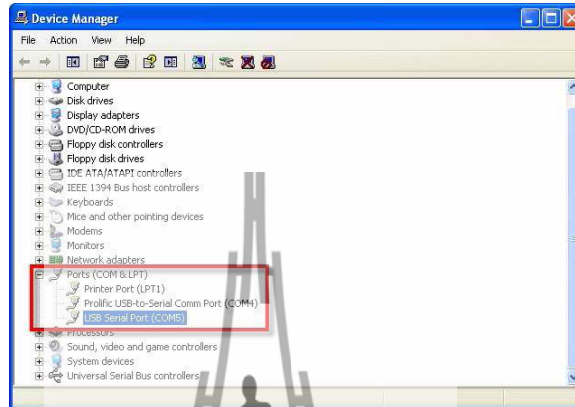 Device Manager
File Action View Help
Computer
Disk drives
Display adapters
DVD/CD-ROM drives
Floppy disk controllers
Floppy disk drives
IDE ATA/ATAPI controllers
IEEE 1394 Bus host controllers
Keyboards
Mice and other pointing devices
Modems
Monitors
Network adapters
Ports (COM & LPT)
Printer Port (LPT1)
Prolific USB-to-Serial Comm Port (COM4)
USB Serial Port (COM5)
Processors
Sound, video and game controllers
System devices
Universal Serial Bus controllers